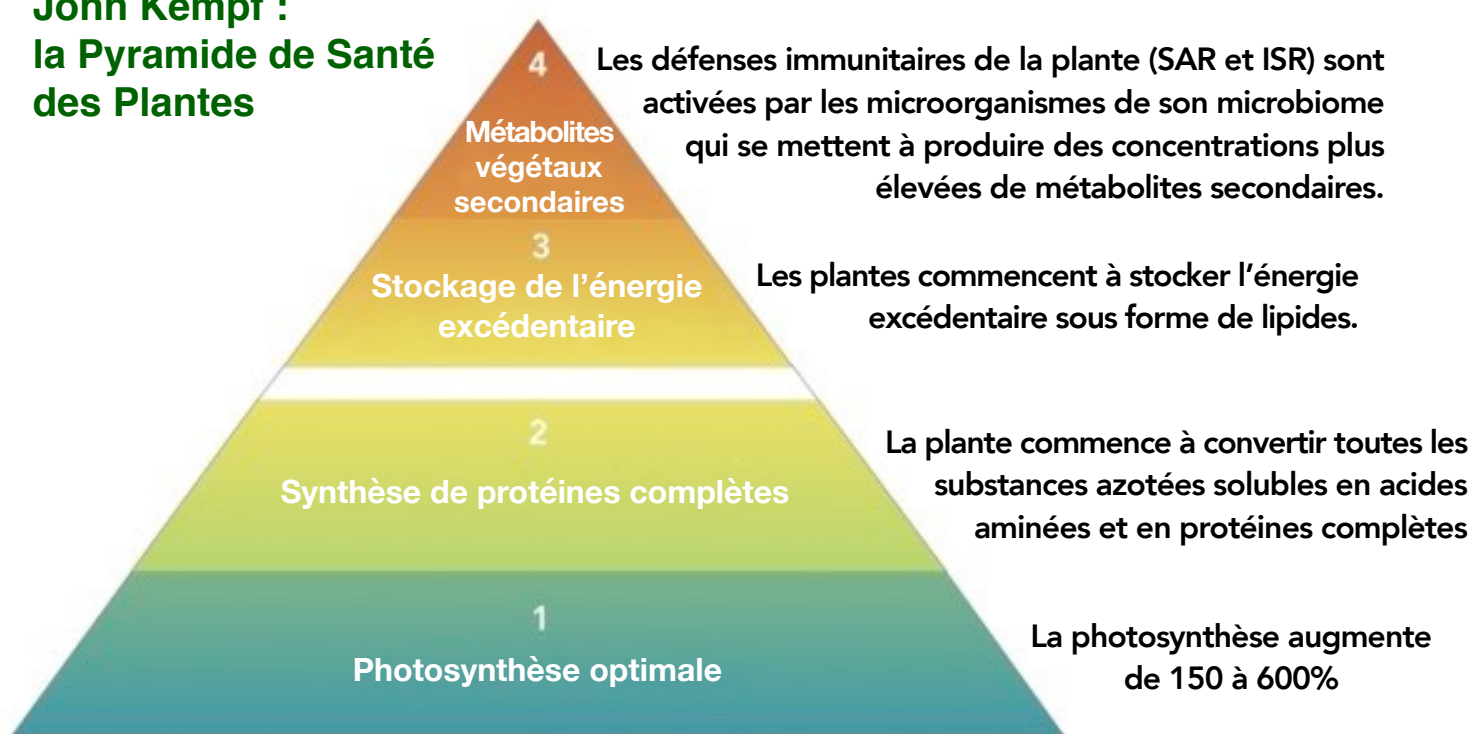 John Kempf :
la Pyramide de Santé
des Plantes
4
Métabolites
végétaux
secondaires
Les défenses immunitaires de la plante (SAR et ISR) sont
activées par les microorganismes de son microbiome
qui se mettent à produire des concentrations plus
élevées de métabolites secondaires.
3
Stockage de l’énergie
excédentaire
Les plantes commencent à stocker l’énergie
excédentaire sous forme de lipides.
2
Synthèse de protéines complètes
La plante commence à convertir toutes les
substances azotées solubles en acides
aminées et en protéines complètes
1
Photosynthèse optimale
La photosynthèse augmente
de 150 à 600%